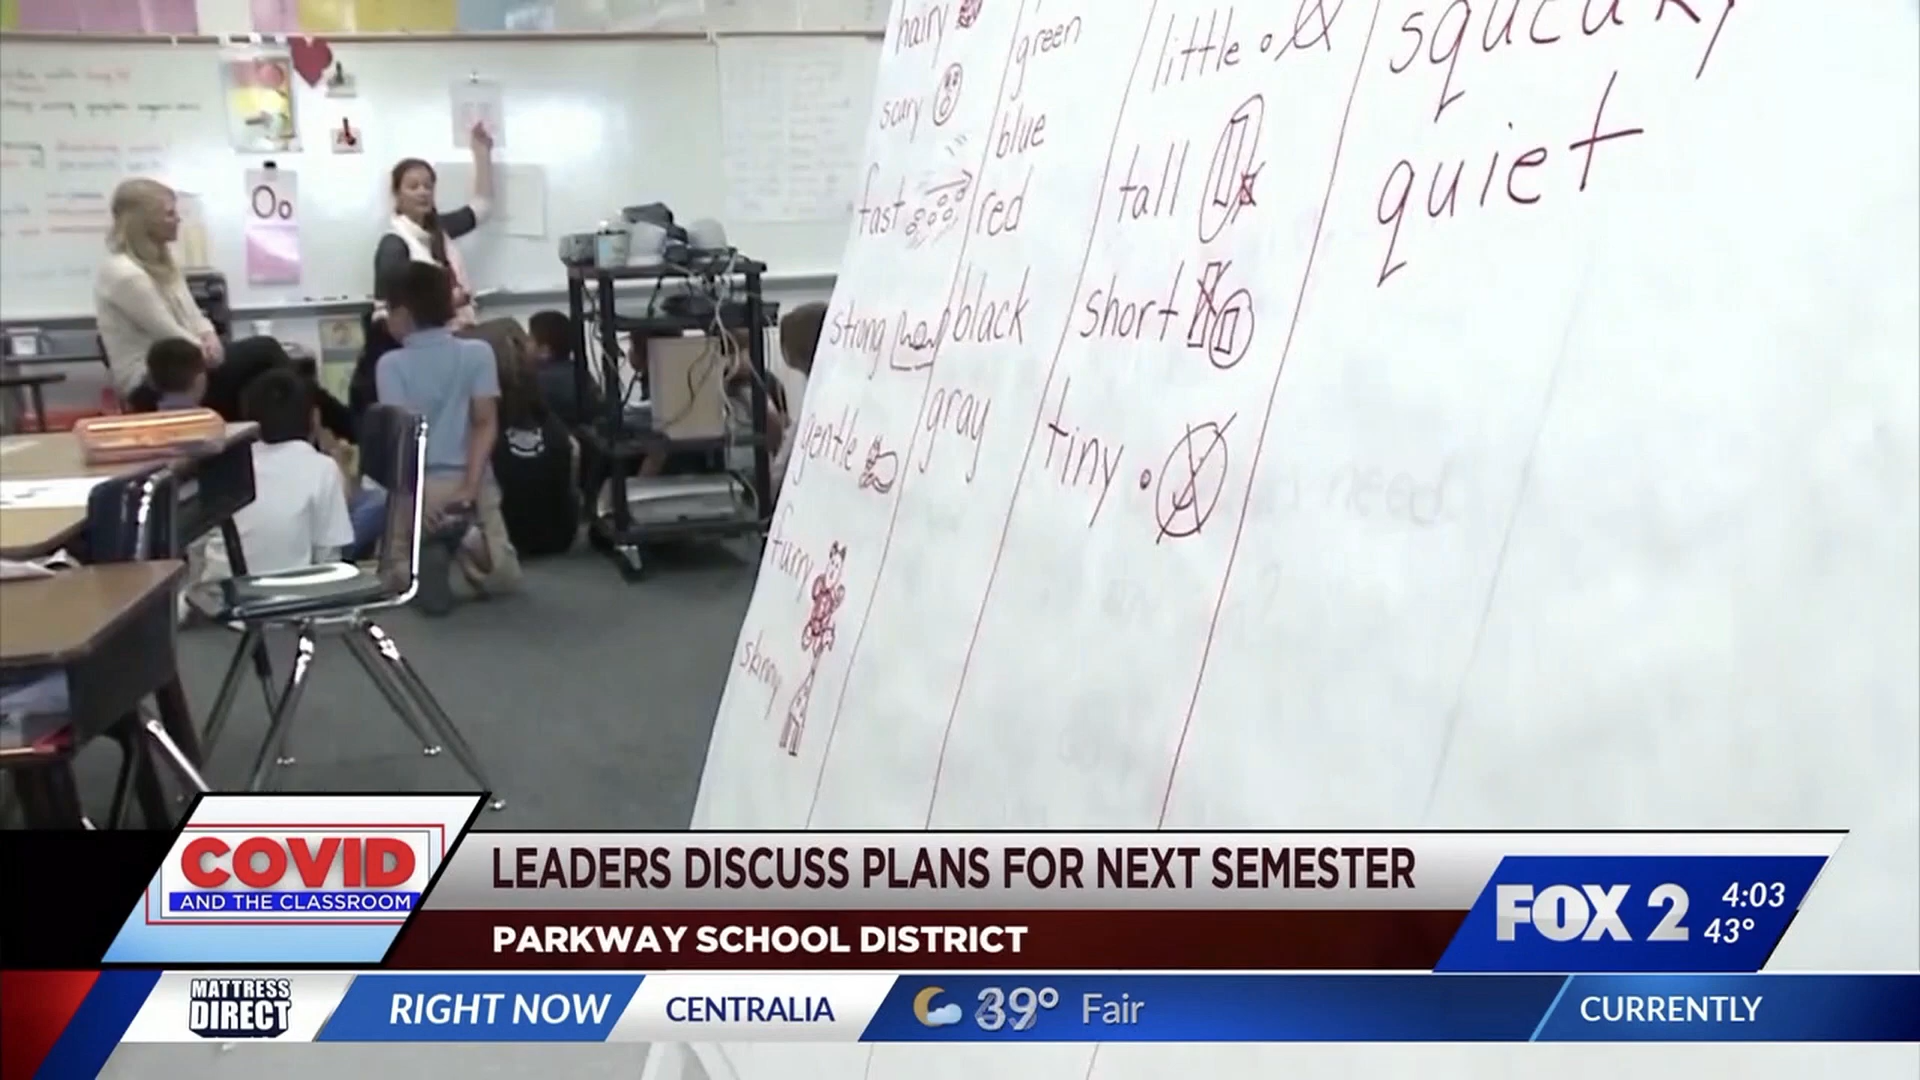 hairy
scary
fast
strong
gentle
furry
skinny
green
blue
red
black
gray
little
tall
short
tiny
squeaky
quiet
need
Oo
COVID
AND THE CLASSROOM
LEADERS DISCUSS PLANS FOR NEXT SEMESTER
PARKWAY SCHOOL DISTRICT
FOX 2
4:03
43°
MATTRESS
DIRECT
RIGHT NOW
CENTRALIA
39° Fair
CURRENTLY